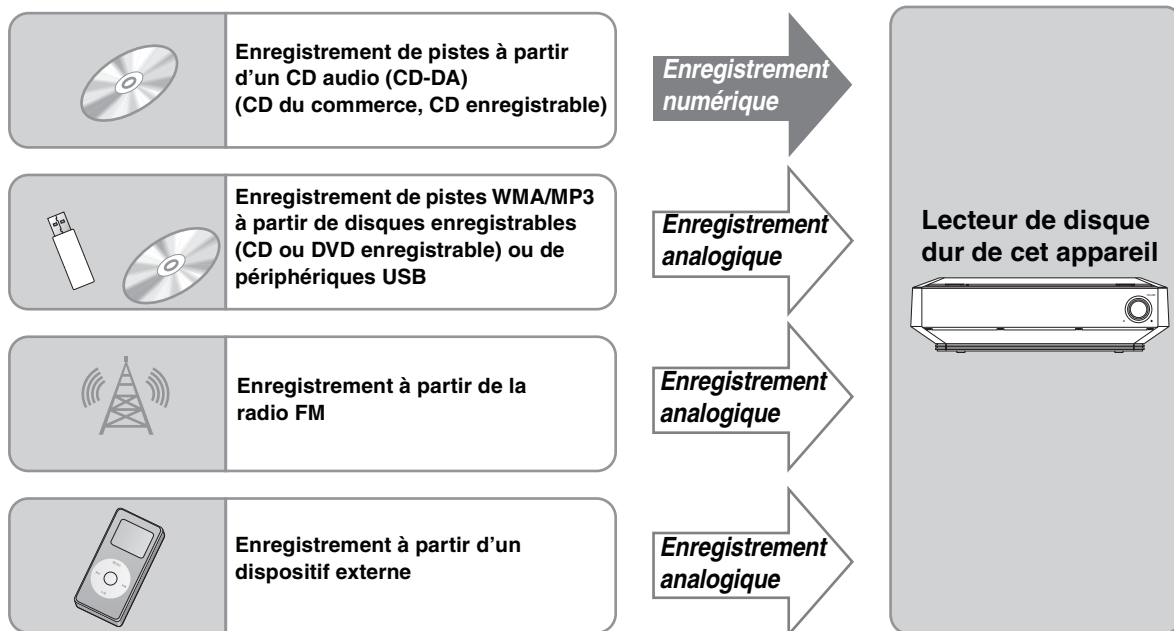 Enregistrement de pistes à partir
d'un CD audio (CD-DA)
(CD du commerce, CD enregistrable)
Enregistrement
numérique
Enregistrement de pistes WMA/MP3
à partir de disques enregistrables
(CD ou DVD enregistrable) ou de
périphériques USB
Enregistrement
analogique
Enregistrement à partir de la
radio FM
Enregistrement
analogique
Enregistrement à partir d'un
dispositif externe
Enregistrement
analogique
Lecteur de disque
dur de cet appareil